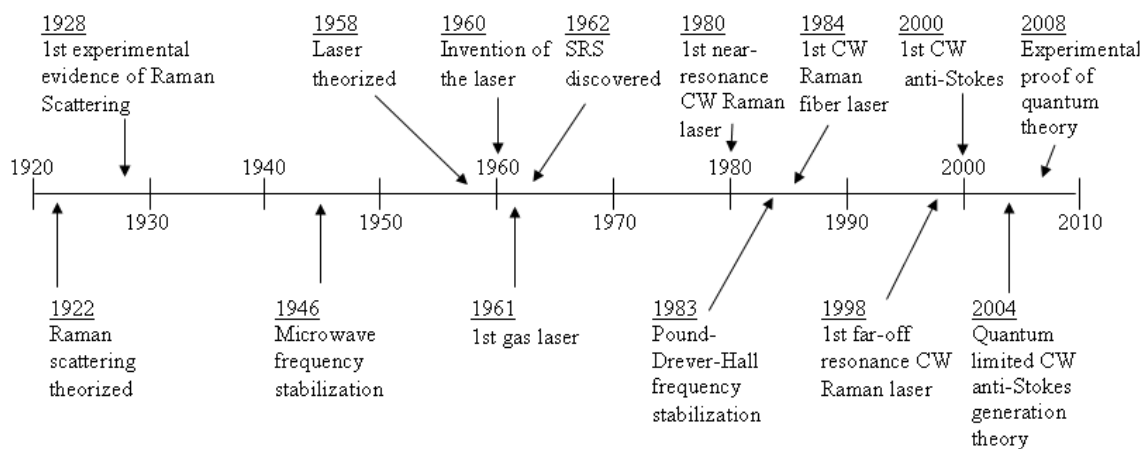 1928
1st experimental
evidence of Raman
Scattering
1958
Laser
theorized
1960
Invention of
the laser
1962
SRS
discovered
1980
1st near-
resonance
CW Raman
laser
1984
1st CW
Raman
fiber laser
2000
1st CW
anti-Stokes
2008
Experimental
proof of
quantum
theory
1920
1940
1960
1980
2000
1930
1950
1970
1990
2010
1922
Raman
scattering
theorized
1946
Microwave
frequency
stabilization
1961
1st gas laser
1983
Pound-
Drever-Hall
frequency
stabilization
1998
1st far-off
resonance CW
Raman laser
2004
Quantum
limited CW
anti-Stokes
generation
theory